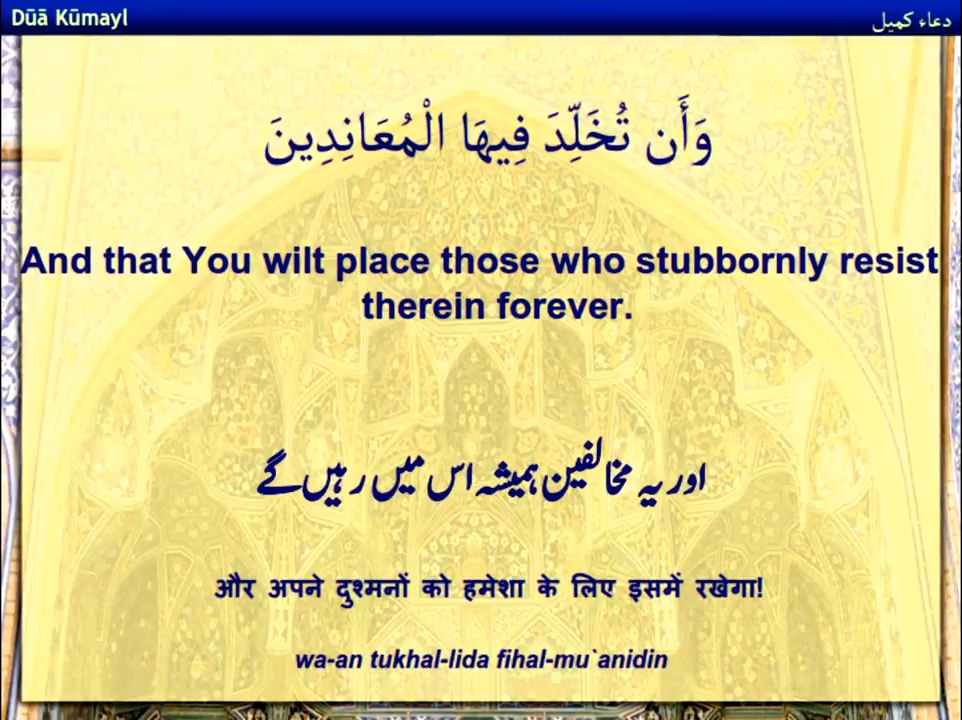 Dūā Kūmayl
دعاء كميل
وَأَن تُخَلِّدَ فِيهَا الْمُعَانِدِينَ
And that You wilt place those who stubbornly resist
therein forever.
اور یہ مخالفین ہمیشہ اس میں رہیں گے
और अपने दुश्मनों को हमेशा के लिए इसमें रखेगा!
wa-an tukhal-lida fihal-mu`anidin